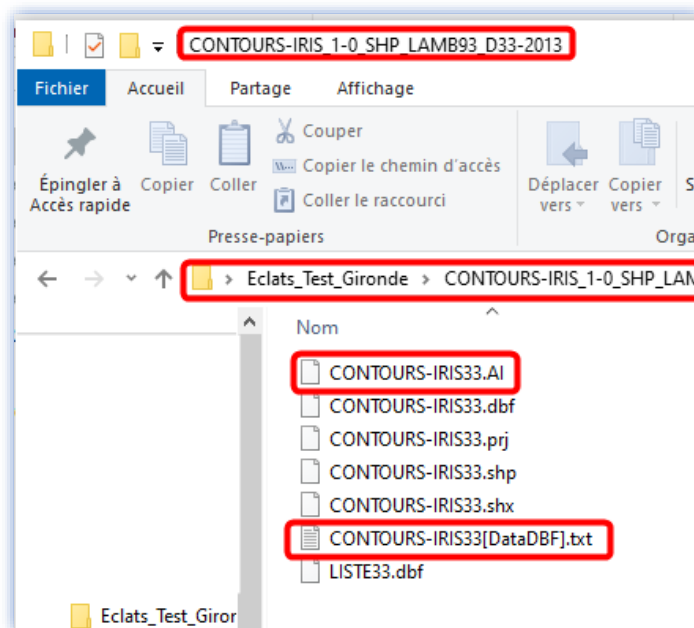 CONTOURS-IRIS_1-0_SHP_LAMB93_D33-2013
Fichier Accueil Partage Affichage
Épingler à Accès rapide
Copier
Coller
Couper
Copier le chemin d'accès
Coller le raccourci
Déplacer vers
Copier vers
S
Presse-papiers
Orga
Eclats_Test_Gironde > CONTOURS-IRIS_1-0_SHP_LAM
Nom
CONTOURS-IRIS33.AI
CONTOURS-IRIS33.dbf
CONTOURS-IRIS33.prj
CONTOURS-IRIS33.shp
CONTOURS-IRIS33.shx
CONTOURS-IRIS33[DataDBF].txt
LISTE33.dbf
Eclats_Test_Giror